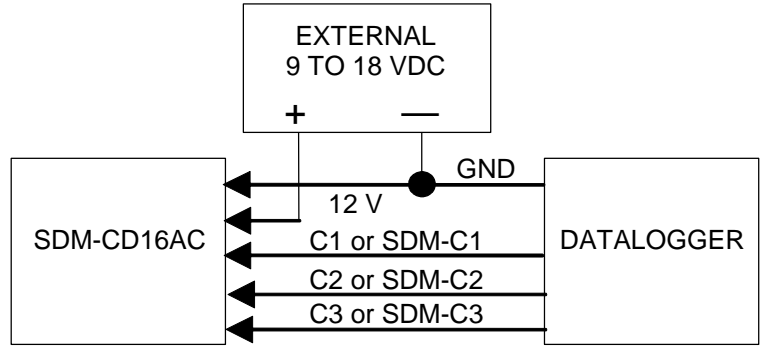 EXTERNAL
9 TO 18 VDC
+ —
GND
12 V
SDM-CD16AC
C1 or SDM-C1
DATALOGGER
C2 or SDM-C2
C3 or SDM-C3